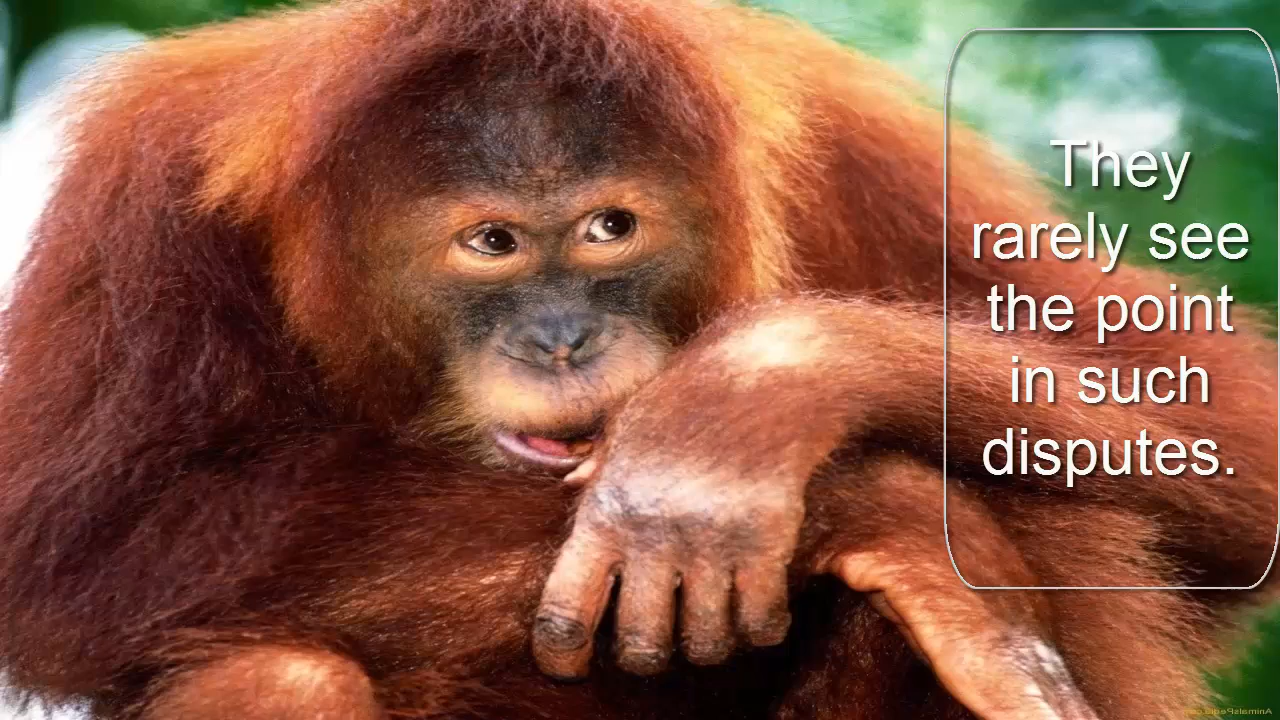 They
rarely see
the point
in such
disputes.